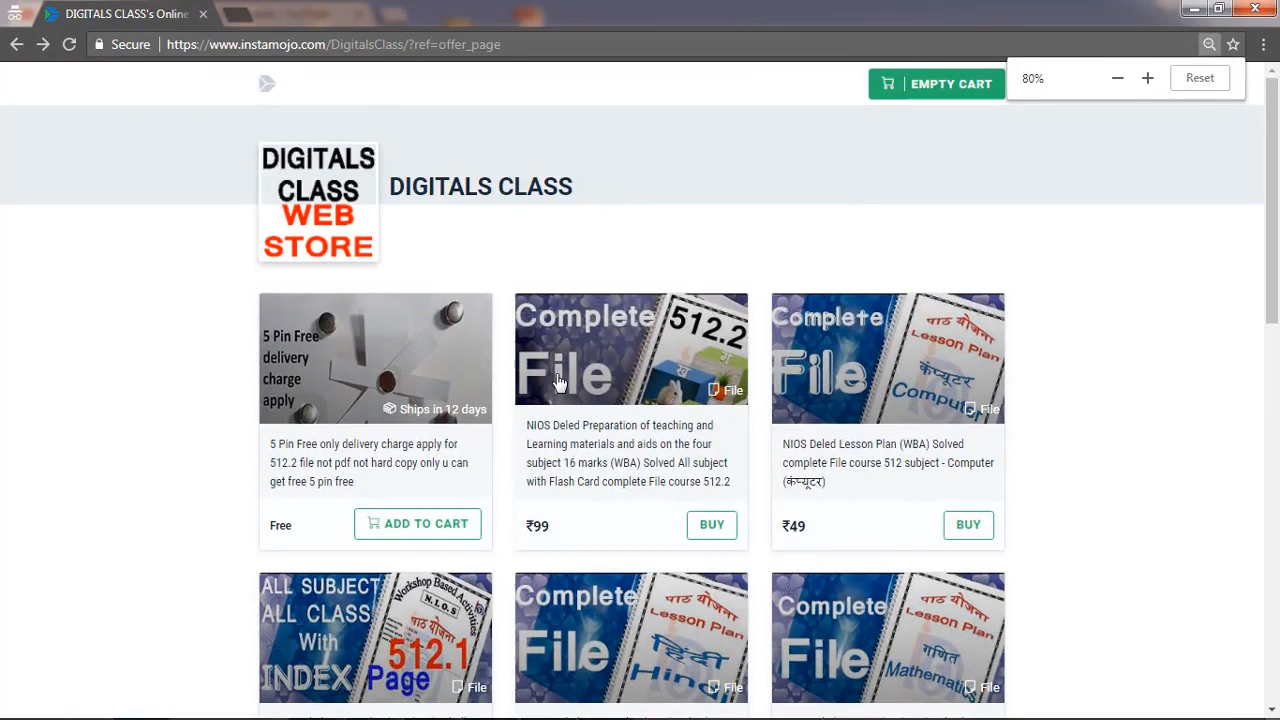 DIGITALS CLASS's Online
Secure
https://www.instamojo.com/DigitalsClass/?ref=offer_page
EMPTY CART
80%
Reset
DIGITALS
CLASS
WEB
STORE
DIGITALS CLASS
5 Pin Free
delivery
charge
apply
Ships in 12 days
5 Pin Free only delivery charge apply for
512.2 file not pdf not hard copy only u can
get free 5 pin free
Free
ADD TO CART
Complete
File
512.2
ख
ग
File
NIOS Deled Preparation of teaching and
Learning materials and aids on the four
subject 16 marks (WBA) Solved All subject
with Flash Card complete File course 512.2
₹99
BUY
Complete
File
पाठ योजना
Lesson Plan
कंप्यूटर
Computer
File
NIOS Deled Lesson Plan (WBA) Solved
complete File course 512 subject - Computer
(कंप्यूटर)
₹49
BUY
ALL SUBJECT
ALL CLASS
With
INDEX Page
Workshop Based Activities
N.I.O.S
पाठ योजना
512.1
File
Complete
File
पाठ योजना
Lesson Plan
हिंदी
Hindi
File
Complete
File
पाठ योजना
Lesson Plan
गणित
Mathematics
File